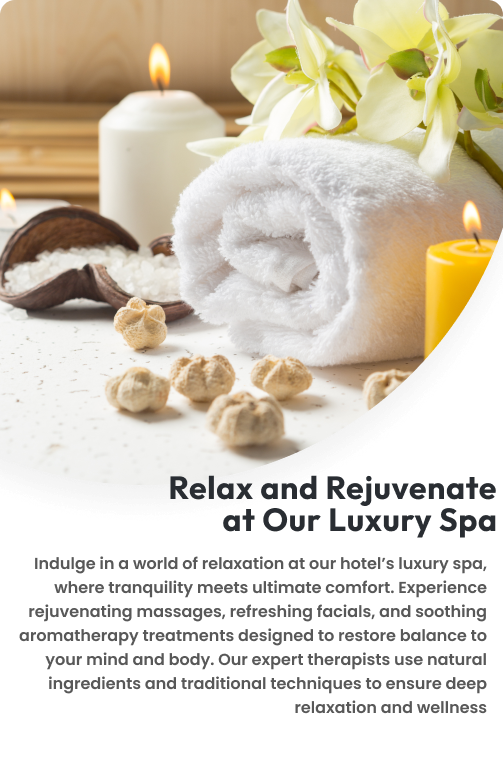 Relax and Rejuvenate
at Our Luxury Spa
Indulge in a world of relaxation at our hotel’s luxury spa,
where tranquility meets ultimate comfort. Experience
rejuvenating massages, refreshing facials, and soothing
aromatherapy treatments designed to restore balance to
your mind and body. Our expert therapists use natural
ingredients and traditional techniques to ensure deep
relaxation and wellness